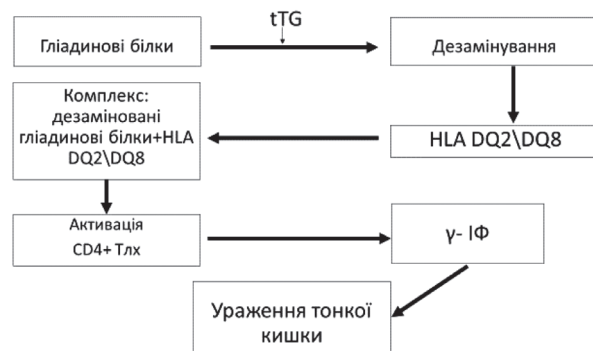 tTG
Гліадинові білки
Дезамінування
Комплекс:
дезаміновані
гліадинові білки+HLA
DQ2\DQ8
HLA DQ2\DQ8
Активація
CD4+ Тлх
γ- ІФ
Ураження тонкої
кишки